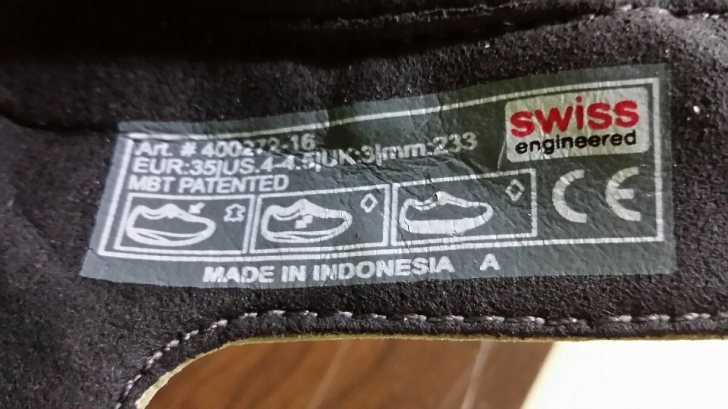 swiss
engineered
Art. # 400272-16
EUR:35|US:4-4.5|UK:3|mm:233
MBT PATENTED
CE
MADE IN INDONESIA A